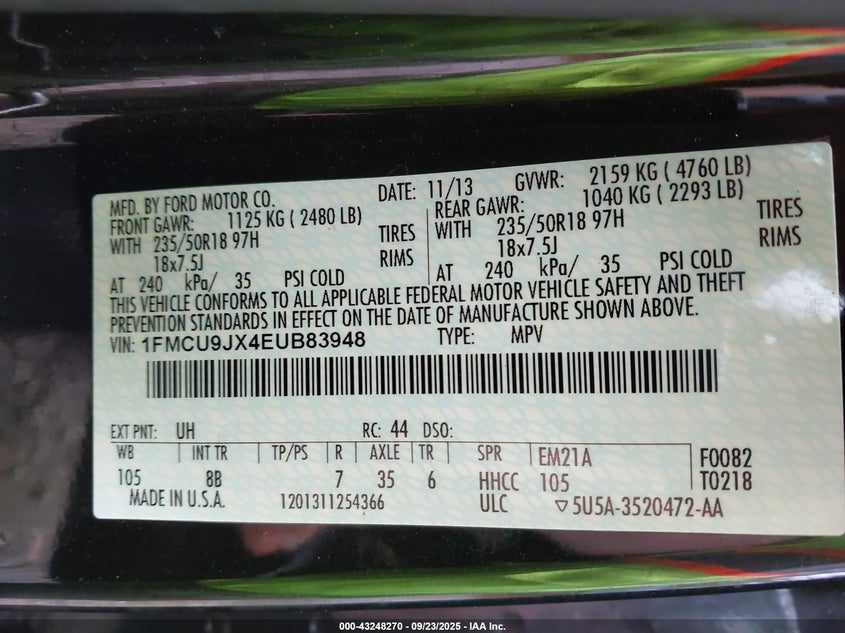 MFD. BY FORD MOTOR CO. DATE: 11/13 GVWR: 2159 KG ( 4760 LB)
FRONT GAWR: 1125 KG ( 2480 LB) REAR GAWR: 1040 KG ( 2293 LB)
WITH 235/50R18 97H TIRES WITH 235/50R18 97H TIRES
18x7.5J RIMS 18x7.5J RIMS
AT 240 kPa/ 35 PSI COLD AT 240 kPa/ 35 PSI COLD
THIS VEHICLE CONFORMS TO ALL APPLICABLE FEDERAL MOTOR VEHICLE SAFETY AND THEFT
PREVENTION STANDARDS IN EFFECT ON THE DATE OF MANUFACTURE SHOWN ABOVE.
VIN: 1FMCU9JX4EUB83948 TYPE: MPV
EXT PNT: UH RC: 44 DSO:
WB INT TR TP/PS R AXLE TR SPR EM21A F0082
105 8B 7 35 6 HHCC 105 T0218
MADE IN U.S.A. 1201311254366 ULC ▽5U5A-3520472-AA
000-43248270 - 09/23/2025 - IAA Inc.